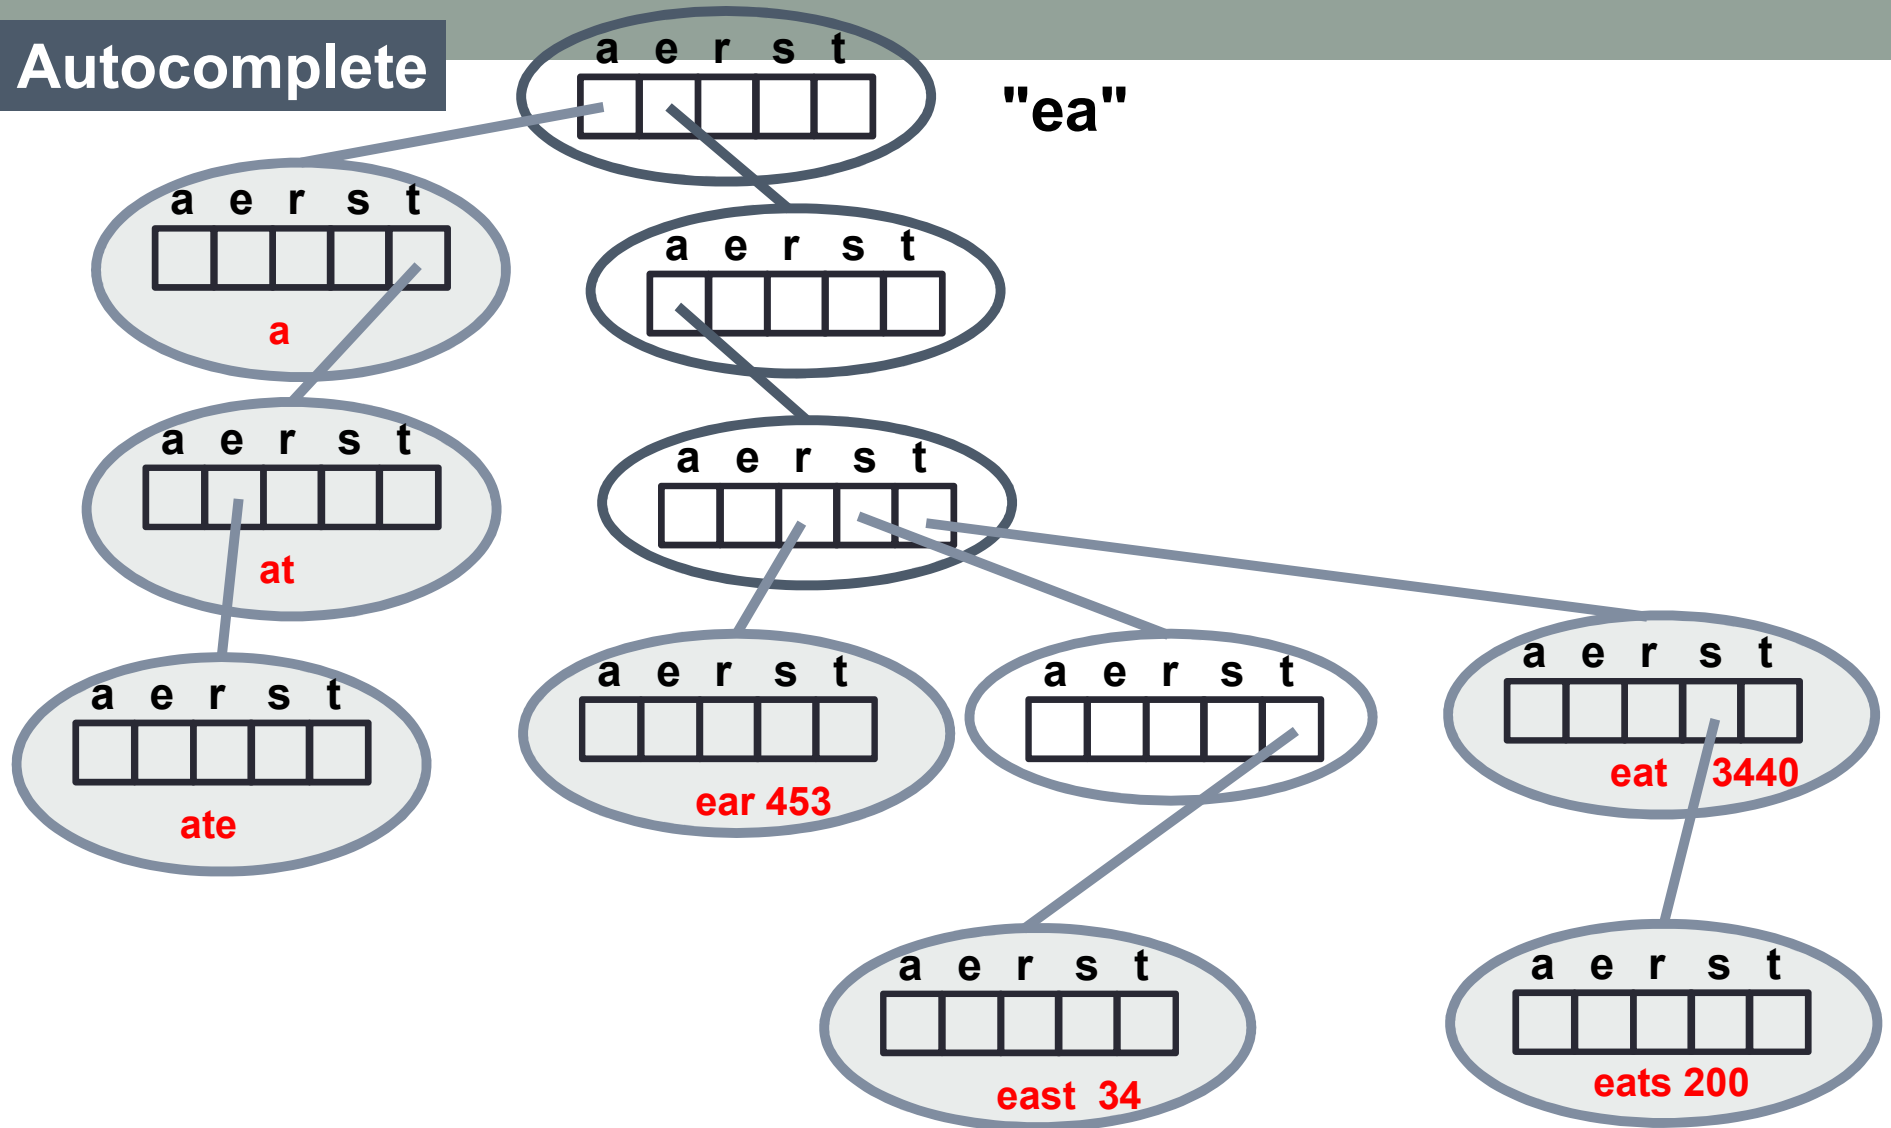 Autocomplete
a e r s t
"ea"
a e r s t
a
a e r s t
a e r s t
at
a e r s t
a e r s t
ate
a e r s t
ear 453
a e r s t
a e r s t
eat 3440
a e r s t
east 34
a e r s t
eats 200